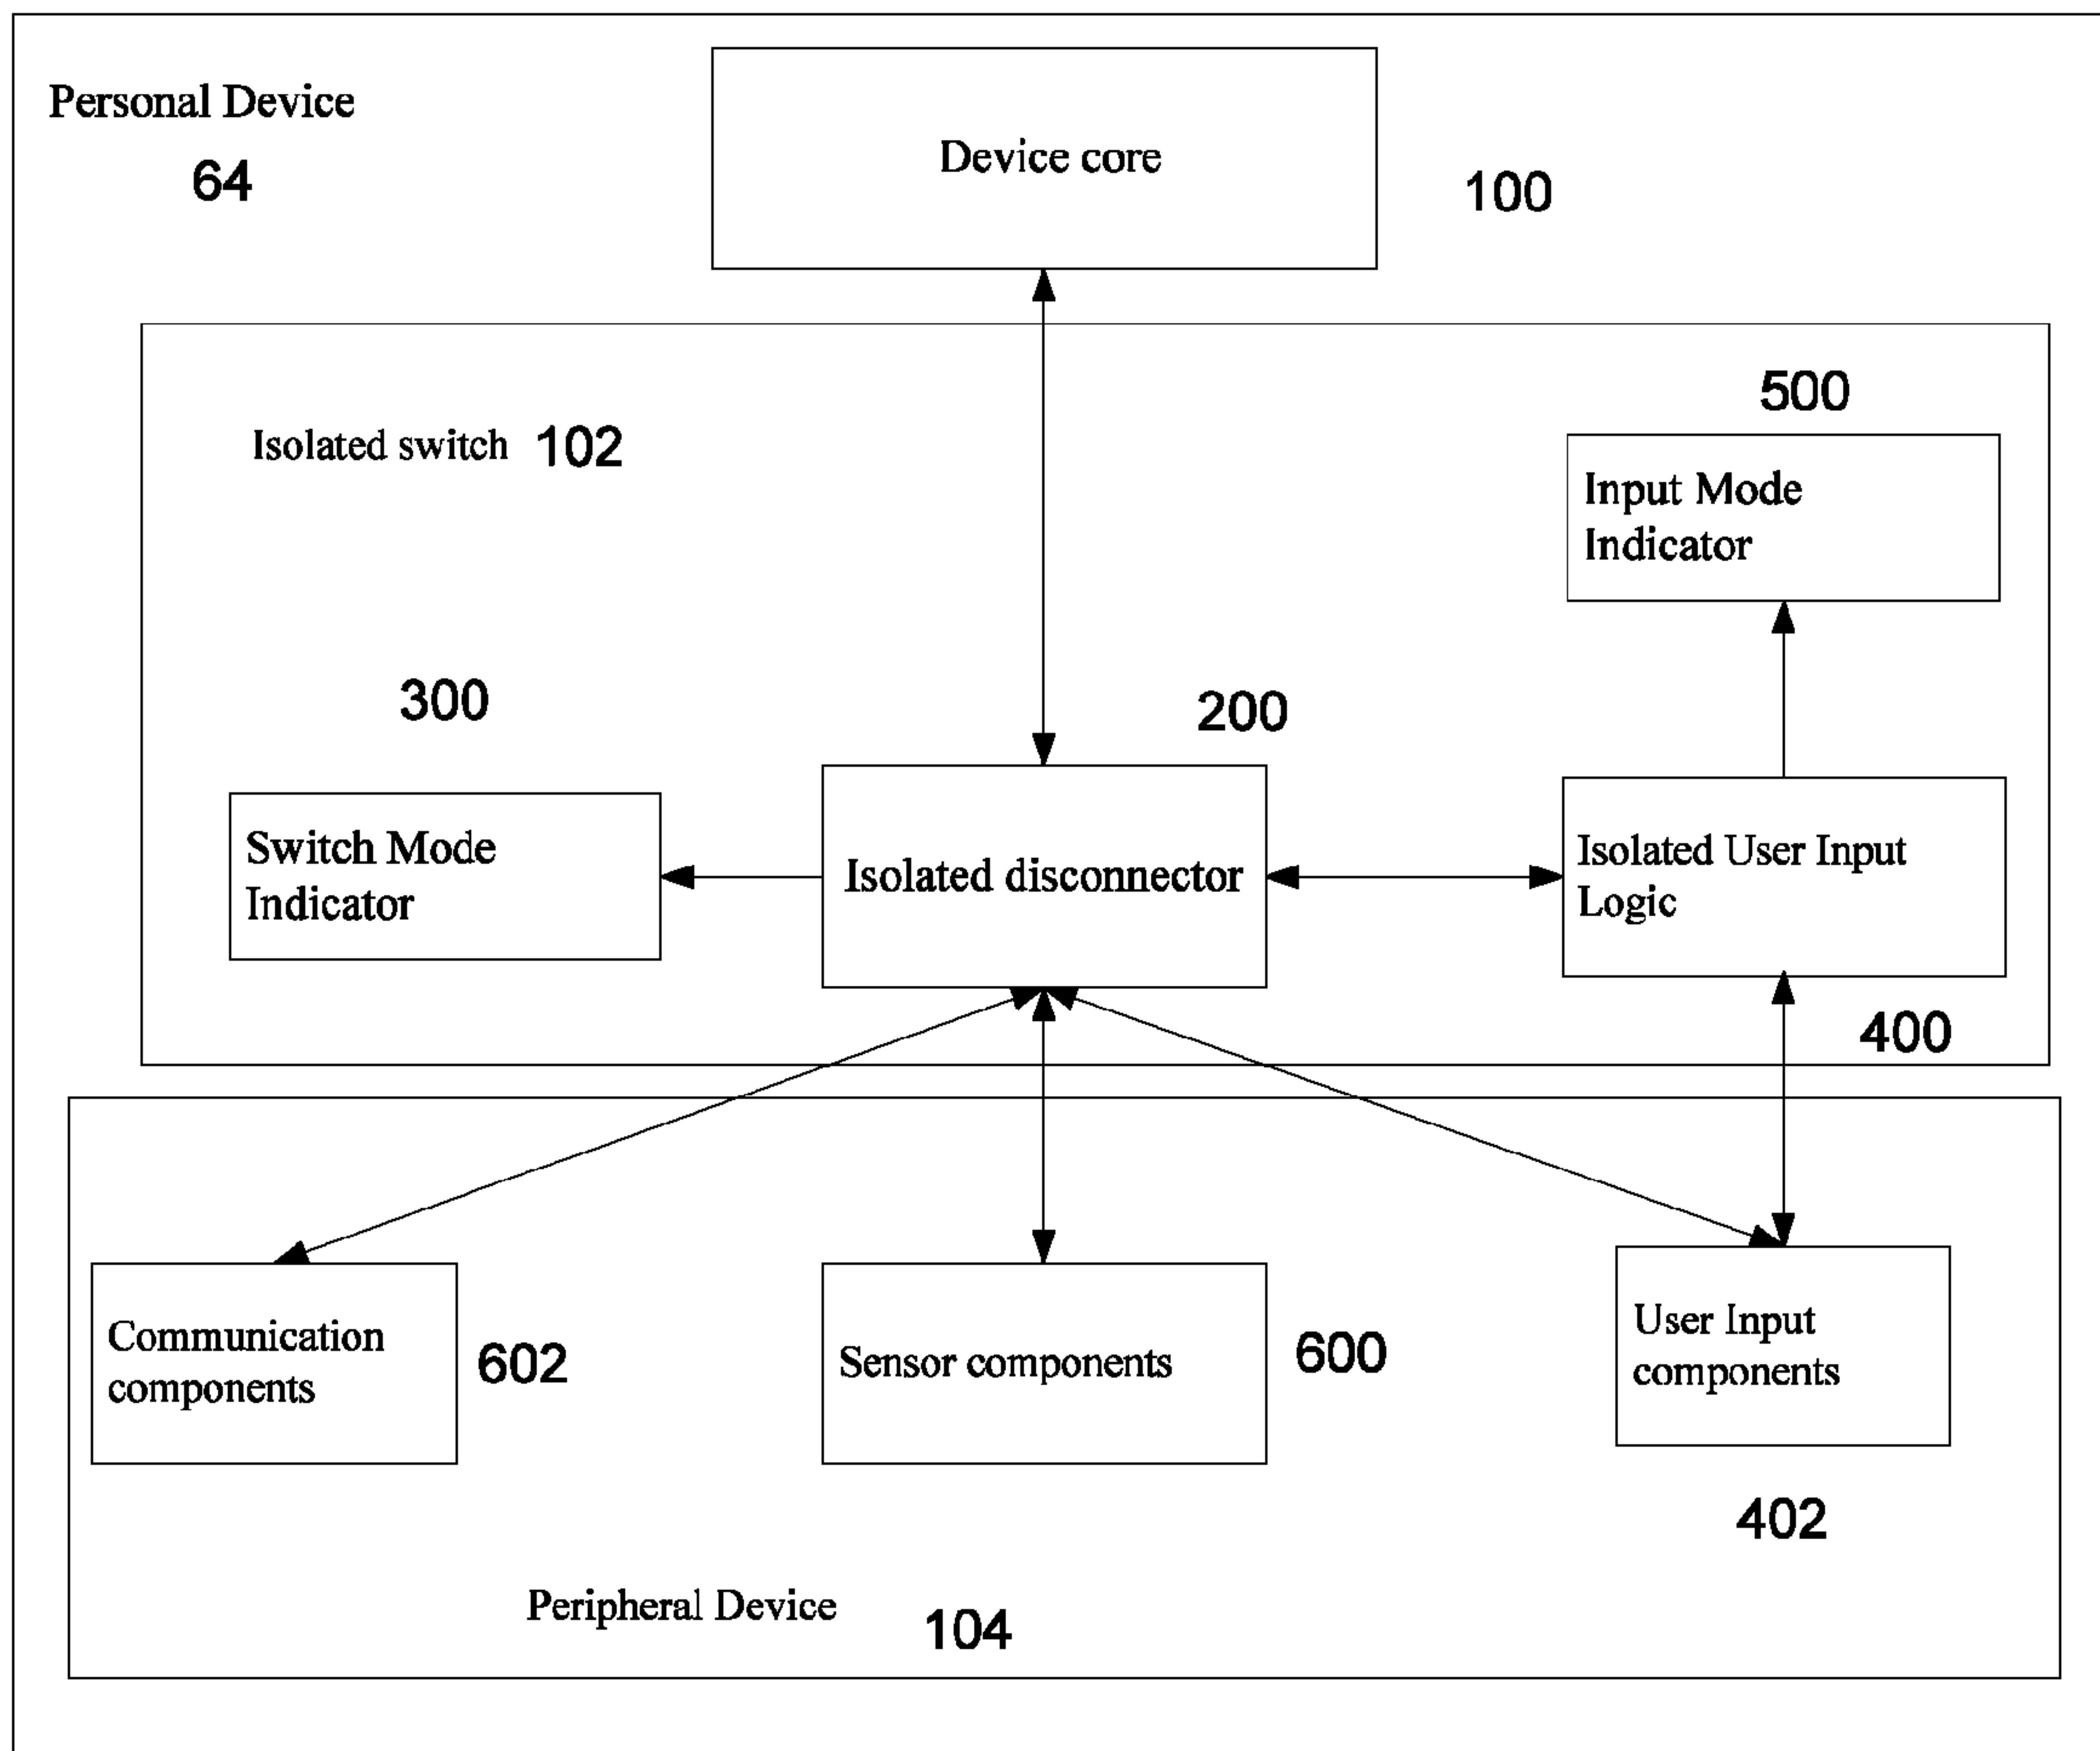 Personal Device
64
Device core
100
Isolated switch 102
500
Input Mode
Indicator
300
200
Switch Mode
Indicator
Isolated disconnector
Isolated User Input
Logic
400
Communication
components
602
Sensor components
600
User Input
components
402
Peripheral Device
104